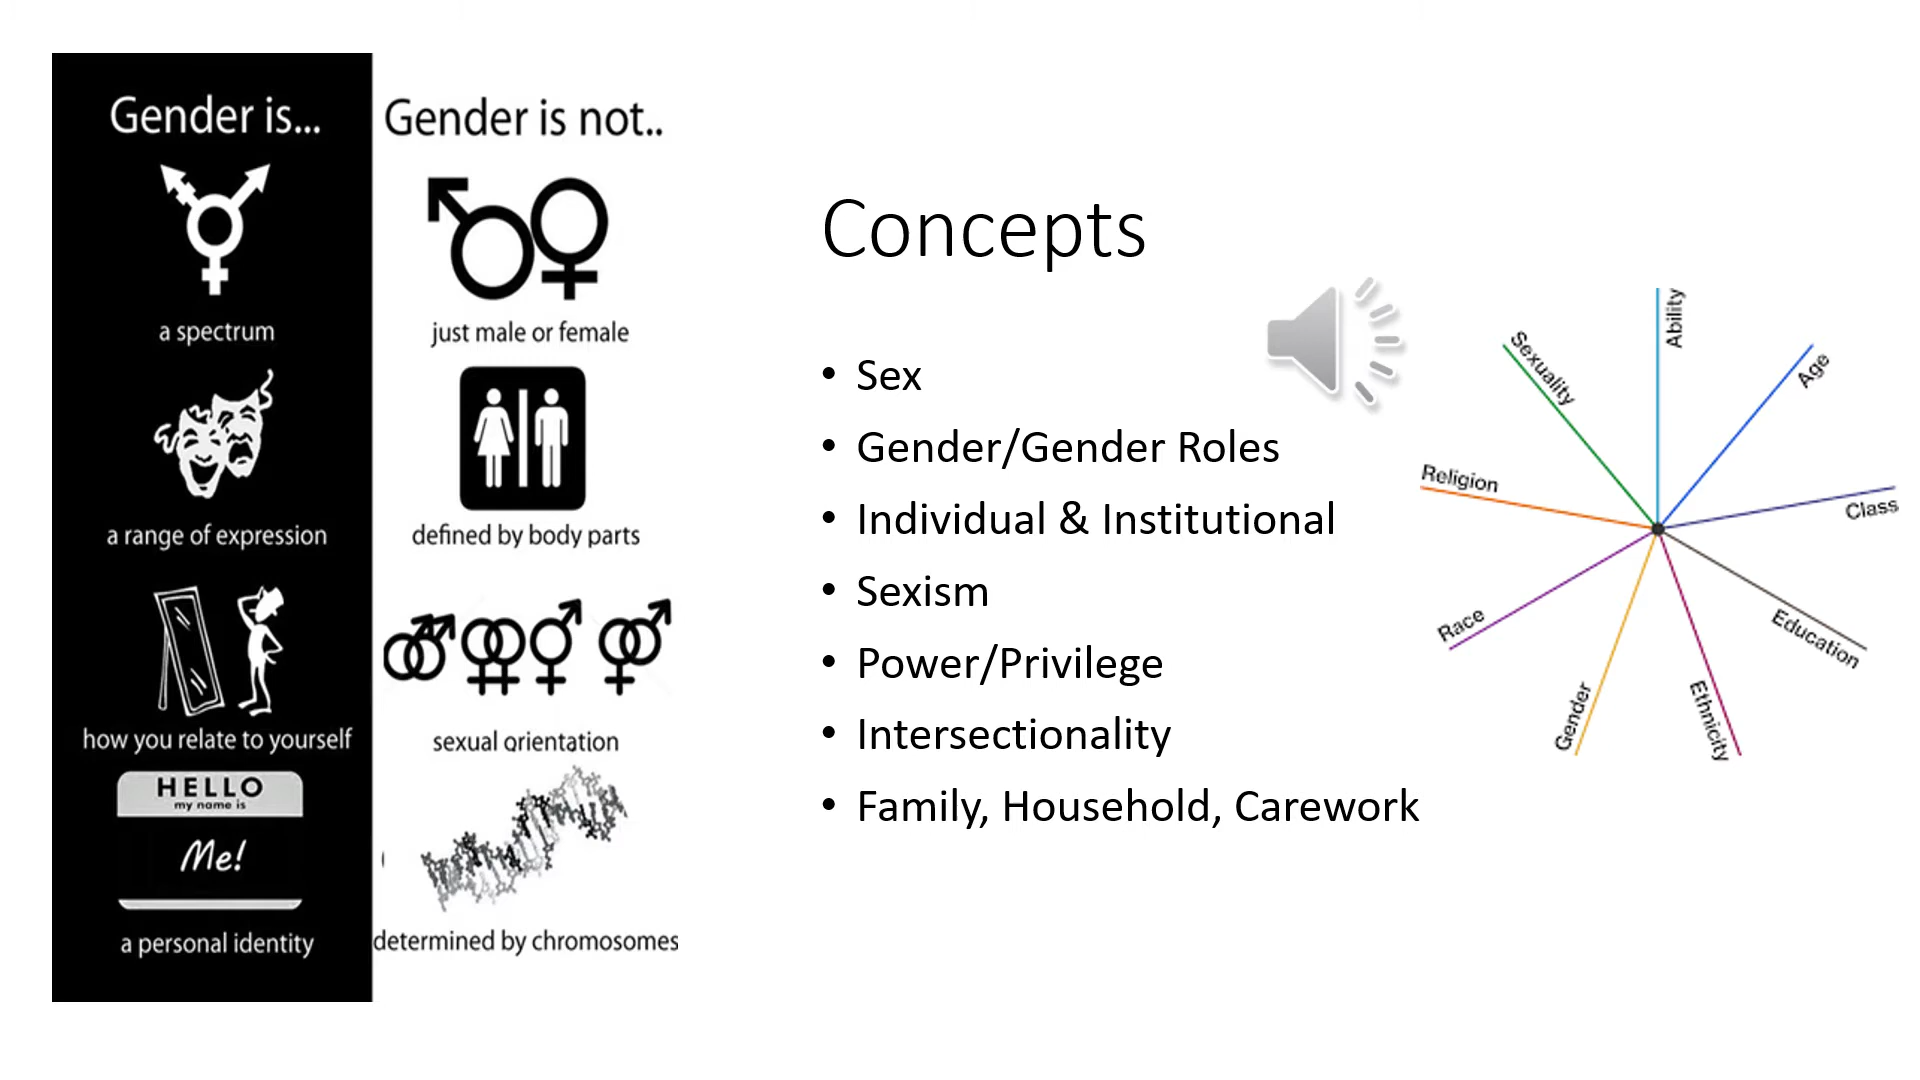 Gender is...
a spectrum
a range of expression
how you relate to yourself
HELLO
my name is
Me!
a personal identity
Gender is not..
just male or female
defined by body parts
sexual orientation
determined by chromosomes
Concepts
• Sex
• Gender/Gender Roles
• Individual & Institutional
• Sexism
• Power/Privilege
• Intersectionality
• Family, Household, Carework
Ability
Age
Class
Education
Ethnicity
Gender
Race
Religion
Sexuality